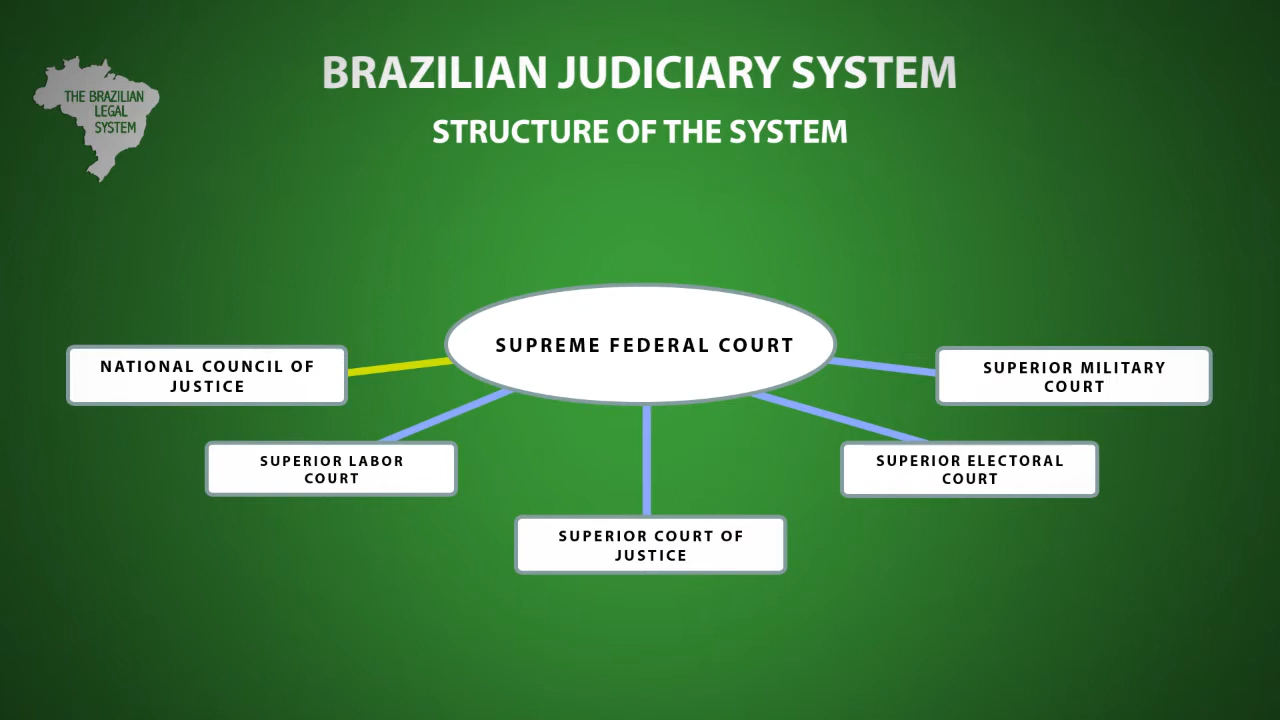 BRAZILIAN JUDICIARY SYSTEM
STRUCTURE OF THE SYSTEM
THE BRAZILIAN
LEGAL
SYSTEM
SUPREME FEDERAL COURT
NATIONAL COUNCIL OF
JUSTICE
SUPERIOR MILITARY
COURT
SUPERIOR LABOR
COURT
SUPERIOR ELECTORAL
COURT
SUPERIOR COURT OF
JUSTICE